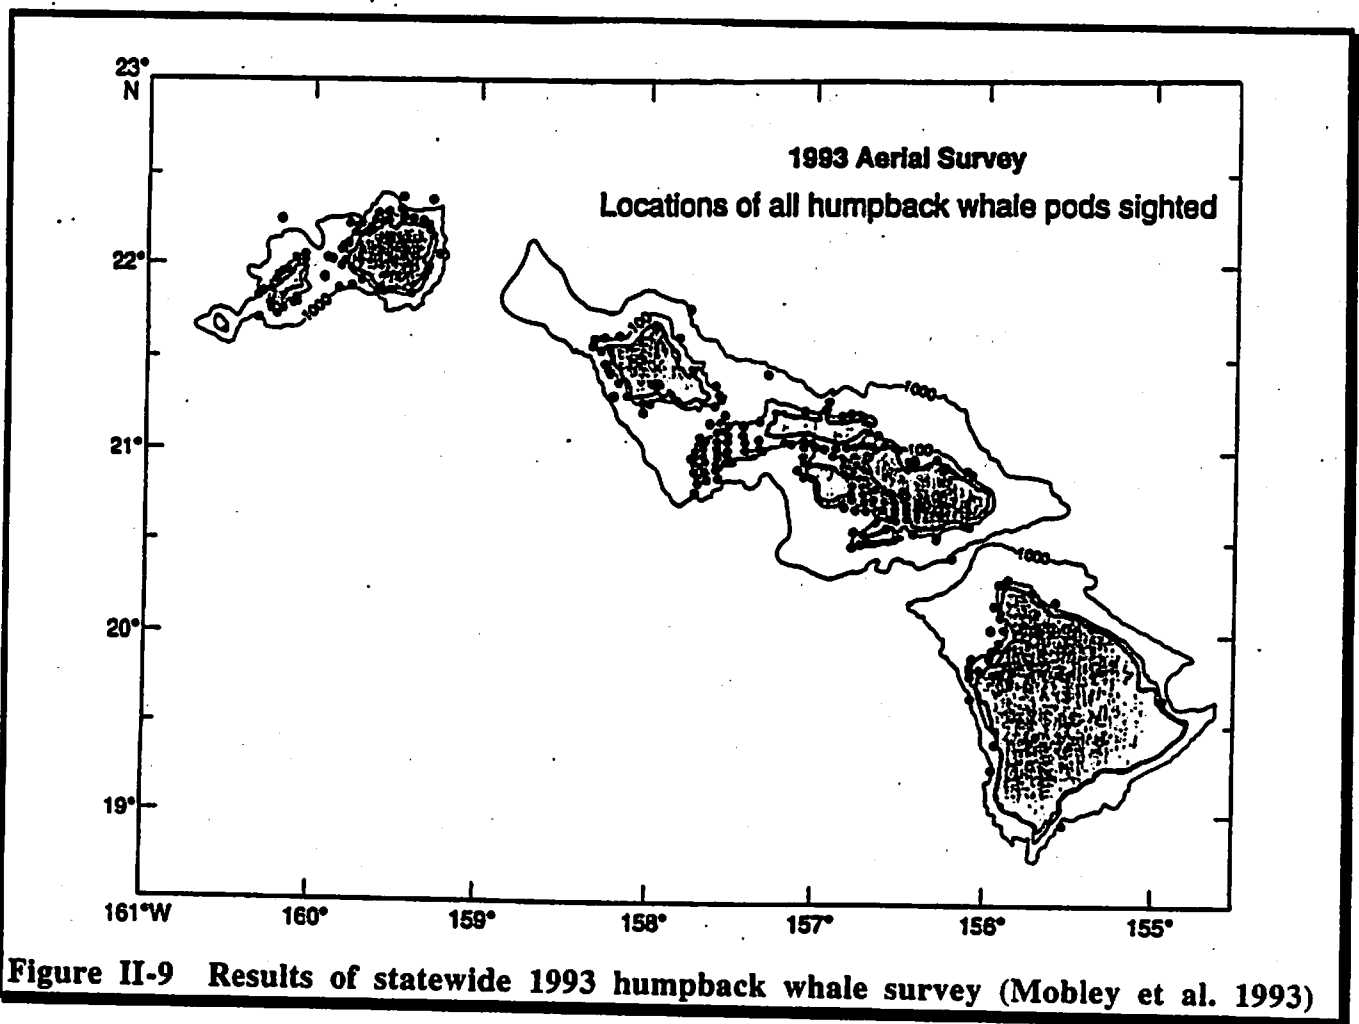 23°
N
1993 Aerial Survey
Locations of all humpback whale pods sighted
22°
1000
100
1000
21°
100
1000
20°
19°
161°W 160° 159° 158° 157° 156° 155°
Figure II-9 Results of statewide 1993 humpback whale survey (Mobley et al. 1993)